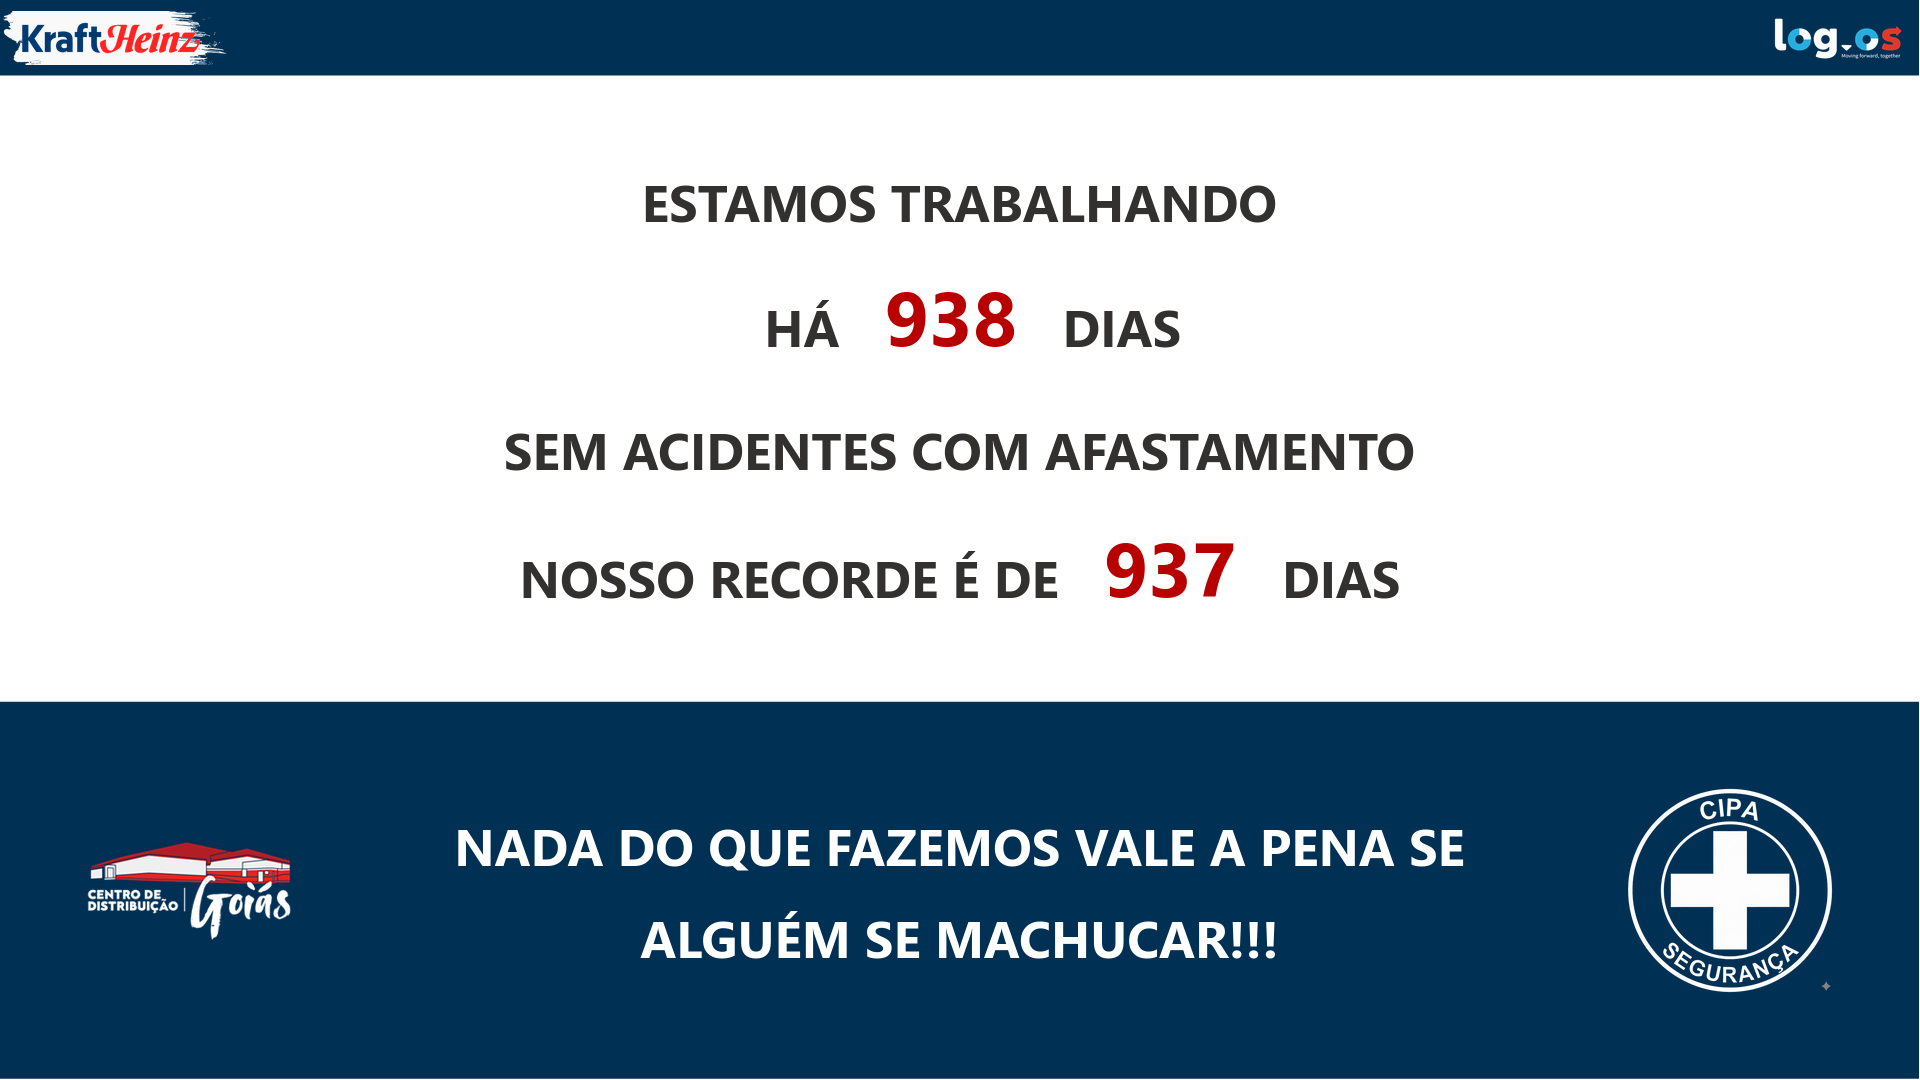 KraftHeinz
log.os
Moving forward, together
ESTAMOS TRABALHANDO
HÁ 938 DIAS
SEM ACIDENTES COM AFASTAMENTO
NOSSO RECORDE É DE 937 DIAS
NADA DO QUE FAZEMOS VALE A PENA SE
ALGUÉM SE MACHUCAR!!!
CENTRO DE
DISTRIBUIÇÃO
Goiás
CIPA
SEGURANÇA